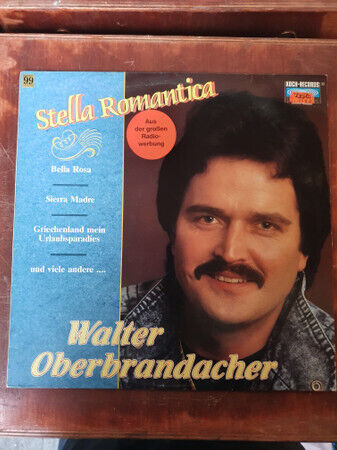 99
Stella Romantica
KOCH-RECORDS
Aus
der großen
Radio-
werbung
Bella Rosa
Sierra Madre
Griechenland mein
Urlaubsparadies
und viele andere ....
Walter
Oberbrandacher